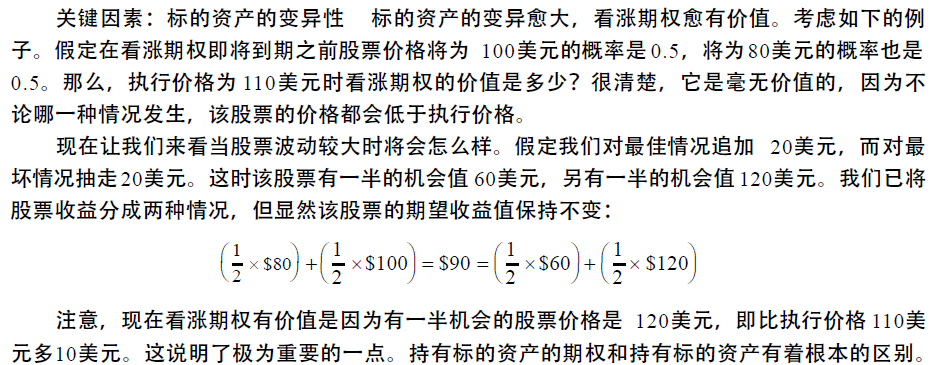 关键因素：标的资产的变异性 标的资产的变异愈大，看涨期权愈有价值。考虑如下的例
子。假定在看涨期权即将到期之前股票价格将为 100美元的概率是0.5，将为80美元的概率也是
0.5。那么，执行价格为110美元时看涨期权的价值是多少？很清楚，它是毫无价值的，因为不
论哪一种情况发生，该股票的价格都会低于执行价格。
现在让我们来看当股票波动较大时将会怎么样。假定我们对最佳情况追加 20美元，而对最
坏情况抽走20美元。这时该股票有一半的机会值60美元，另有一半的机会值120美元。我们已将
股票收益分成两种情况，但显然该股票的期望收益值保持不变：
(1/2 × $80) + (1/2 × $100) = $90 = (1/2 × $60) + (1/2 × $120)
注意，现在看涨期权有价值是因为有一半机会的股票价格是 120美元，即比执行价格110美
元多10美元。这说明了极为重要的一点。持有标的资产的期权和持有标的资产有着根本的区别。